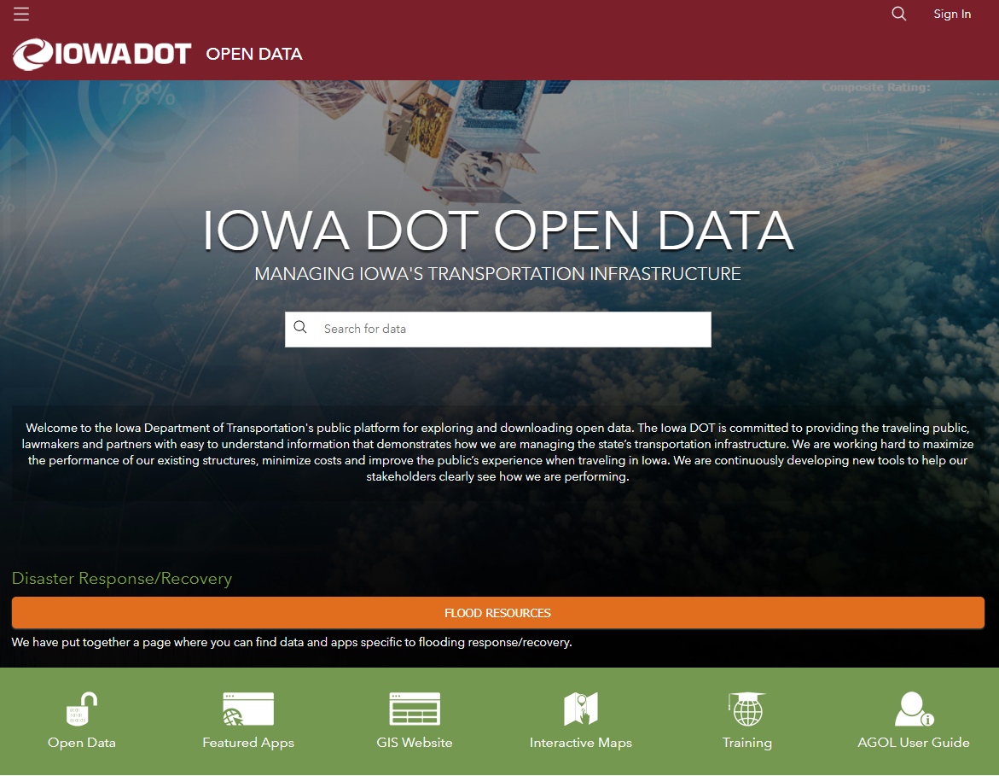 Sign In
IOWADOT OPEN DATA
78%
Composite Rating:
%
IOWA DOT OPEN DATA
MANAGING IOWA'S TRANSPORTATION INFRASTRUCTURE
Search for data
Welcome to the Iowa Department of Transportation's public platform for exploring and downloading open data. The Iowa DOT is committed to providing the traveling public,
lawmakers and partners with easy to understand information that demonstrates how we are managing the state’s transportation infrastructure. We are working hard to maximize
the performance of our existing structures, minimize costs and improve the public’s experience when traveling in Iowa. We are continuously developing new tools to help our
stakeholders clearly see how we are performing.
Disaster Response/Recovery
FLOOD RESOURCES
We have put together a page where you can find data and apps specific to flooding response/recovery.
Open Data
Featured Apps
GIS Website
Interactive Maps
Training
AGOL User Guide